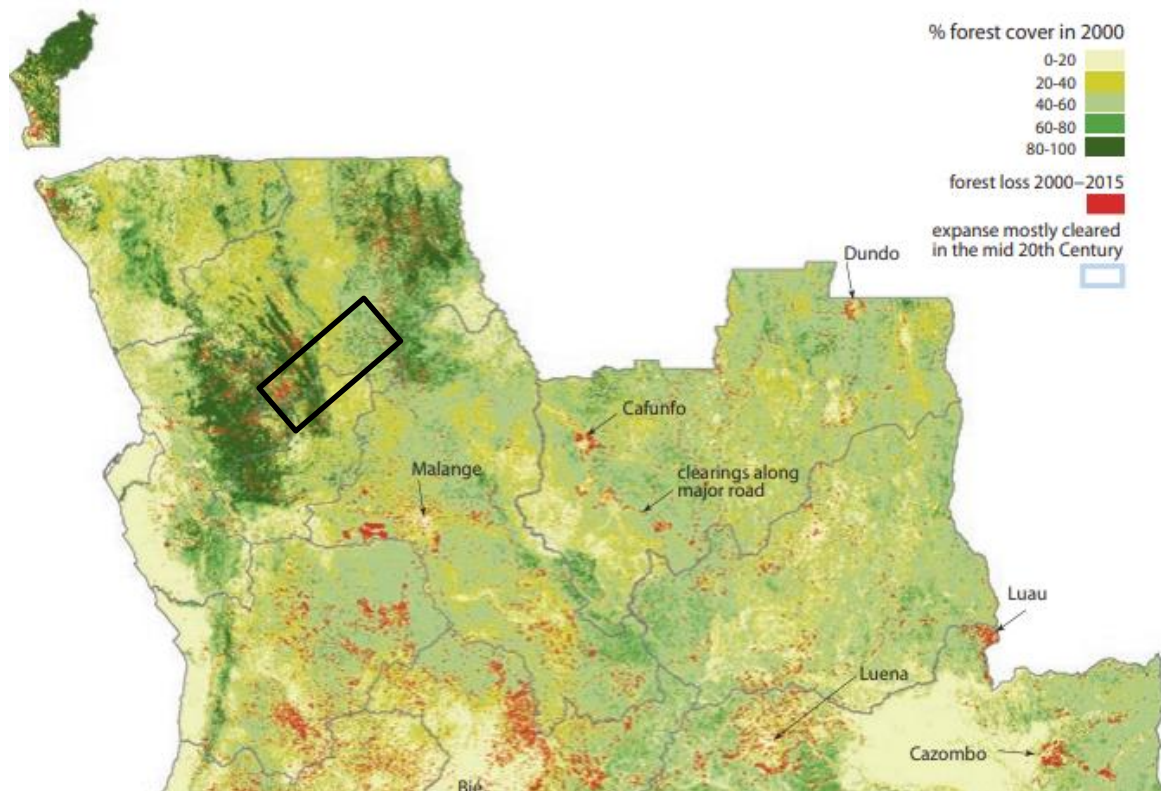 % forest cover in 2000
0-20
20-40
40-60
60-80
80-100
forest loss 2000–2015
expanse mostly cleared
in the mid 20th Century
Dundo
Cafunfo
Malange
clearings along
major road
Luau
Luena
Cazombo
Bié